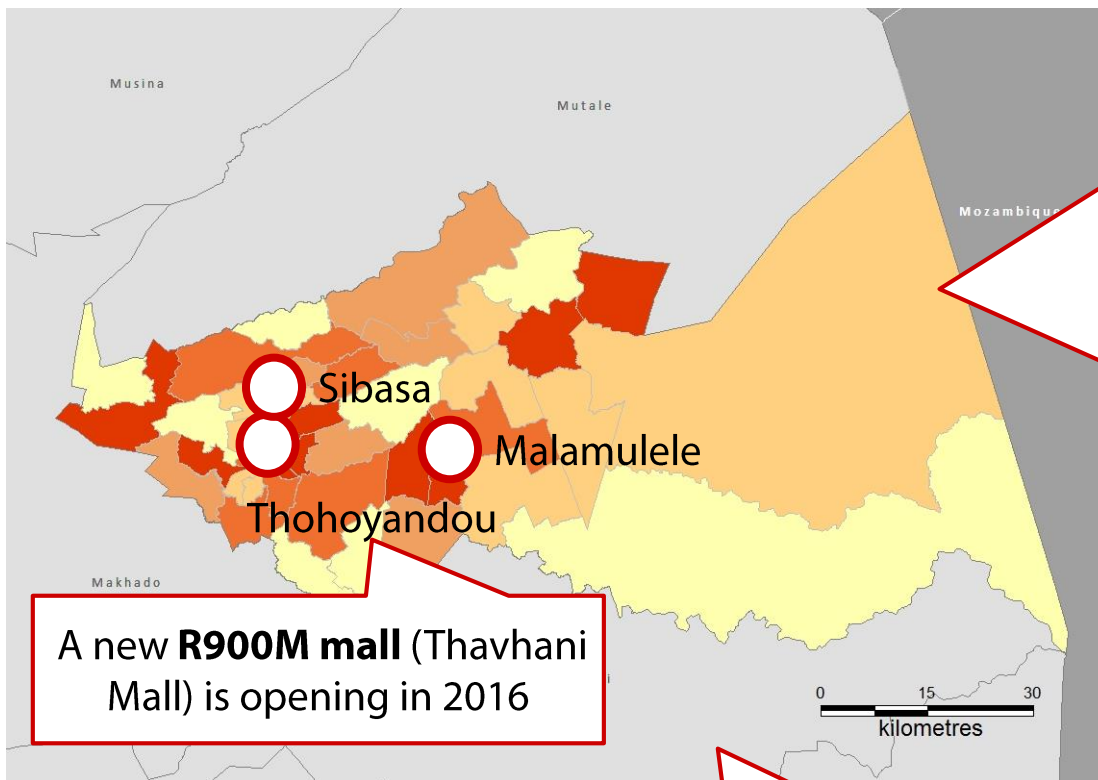 Musina
Mutale
Mozambique
Sibasa
Malamulele
Thohoyandou
Makhado
A new R900M mall (Thavhani
Mall) is opening in 2016
0 15 30
kilometres